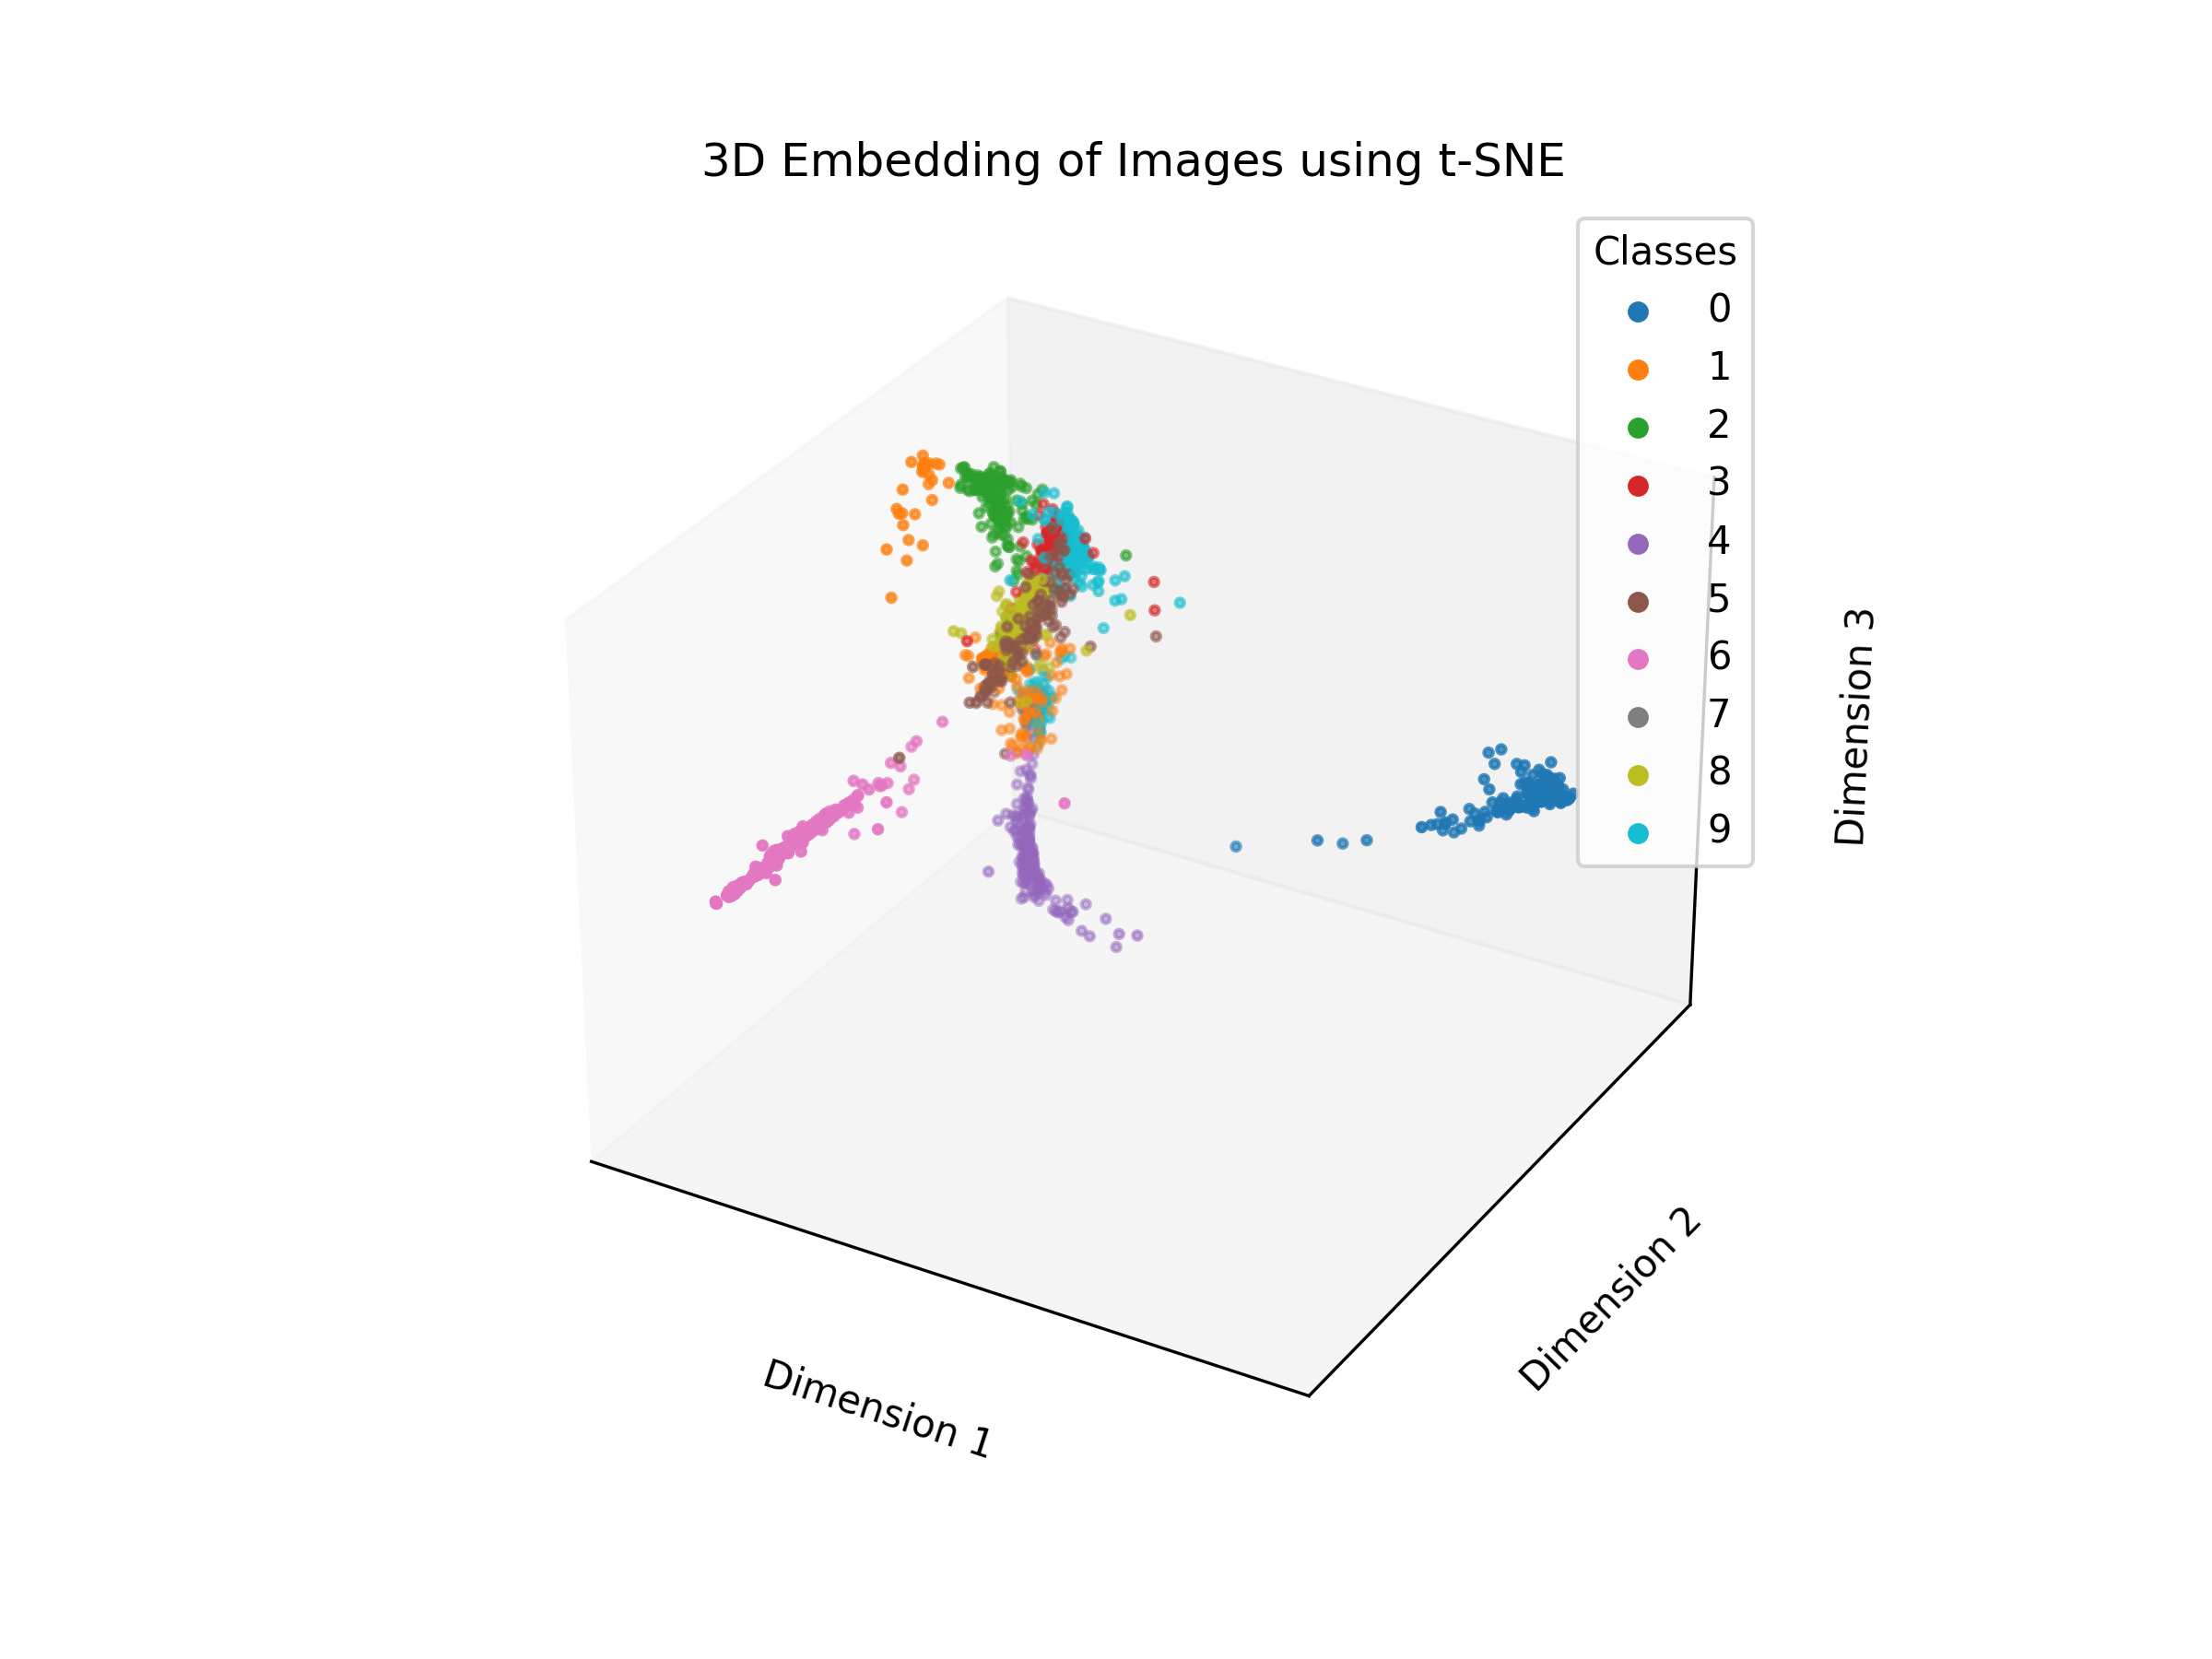 3D Embedding of Images using t-SNE
Classes
0
1
2
3
4
5
6
7
8
9
Dimension 3
Dimension 2
Dimension 1